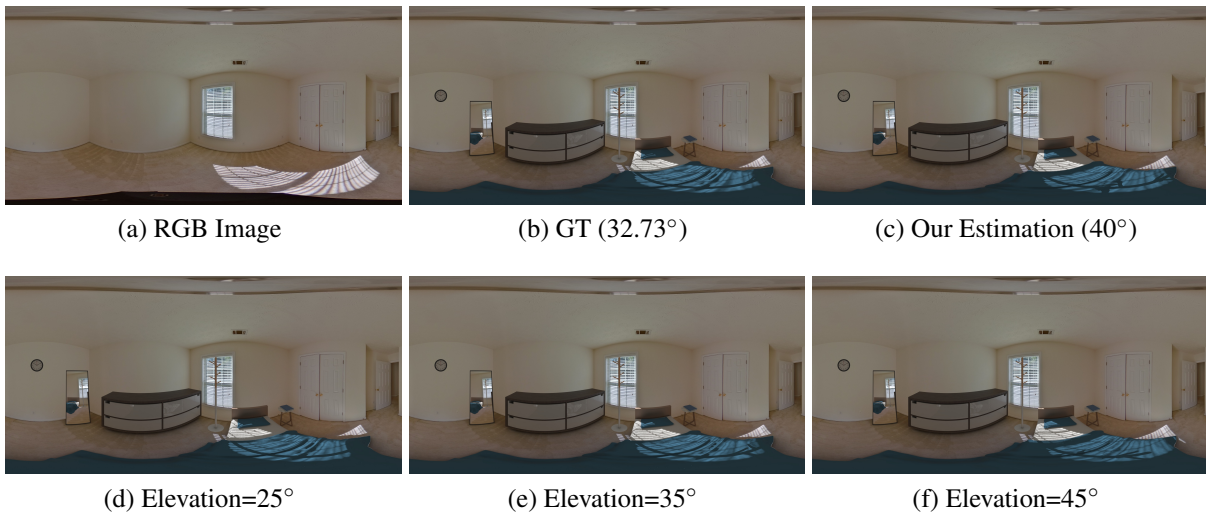 (a) RGB Image
(b) GT (32.73°)
(c) Our Estimation (40°)
(d) Elevation=25°
(e) Elevation=35°
(f) Elevation=45°